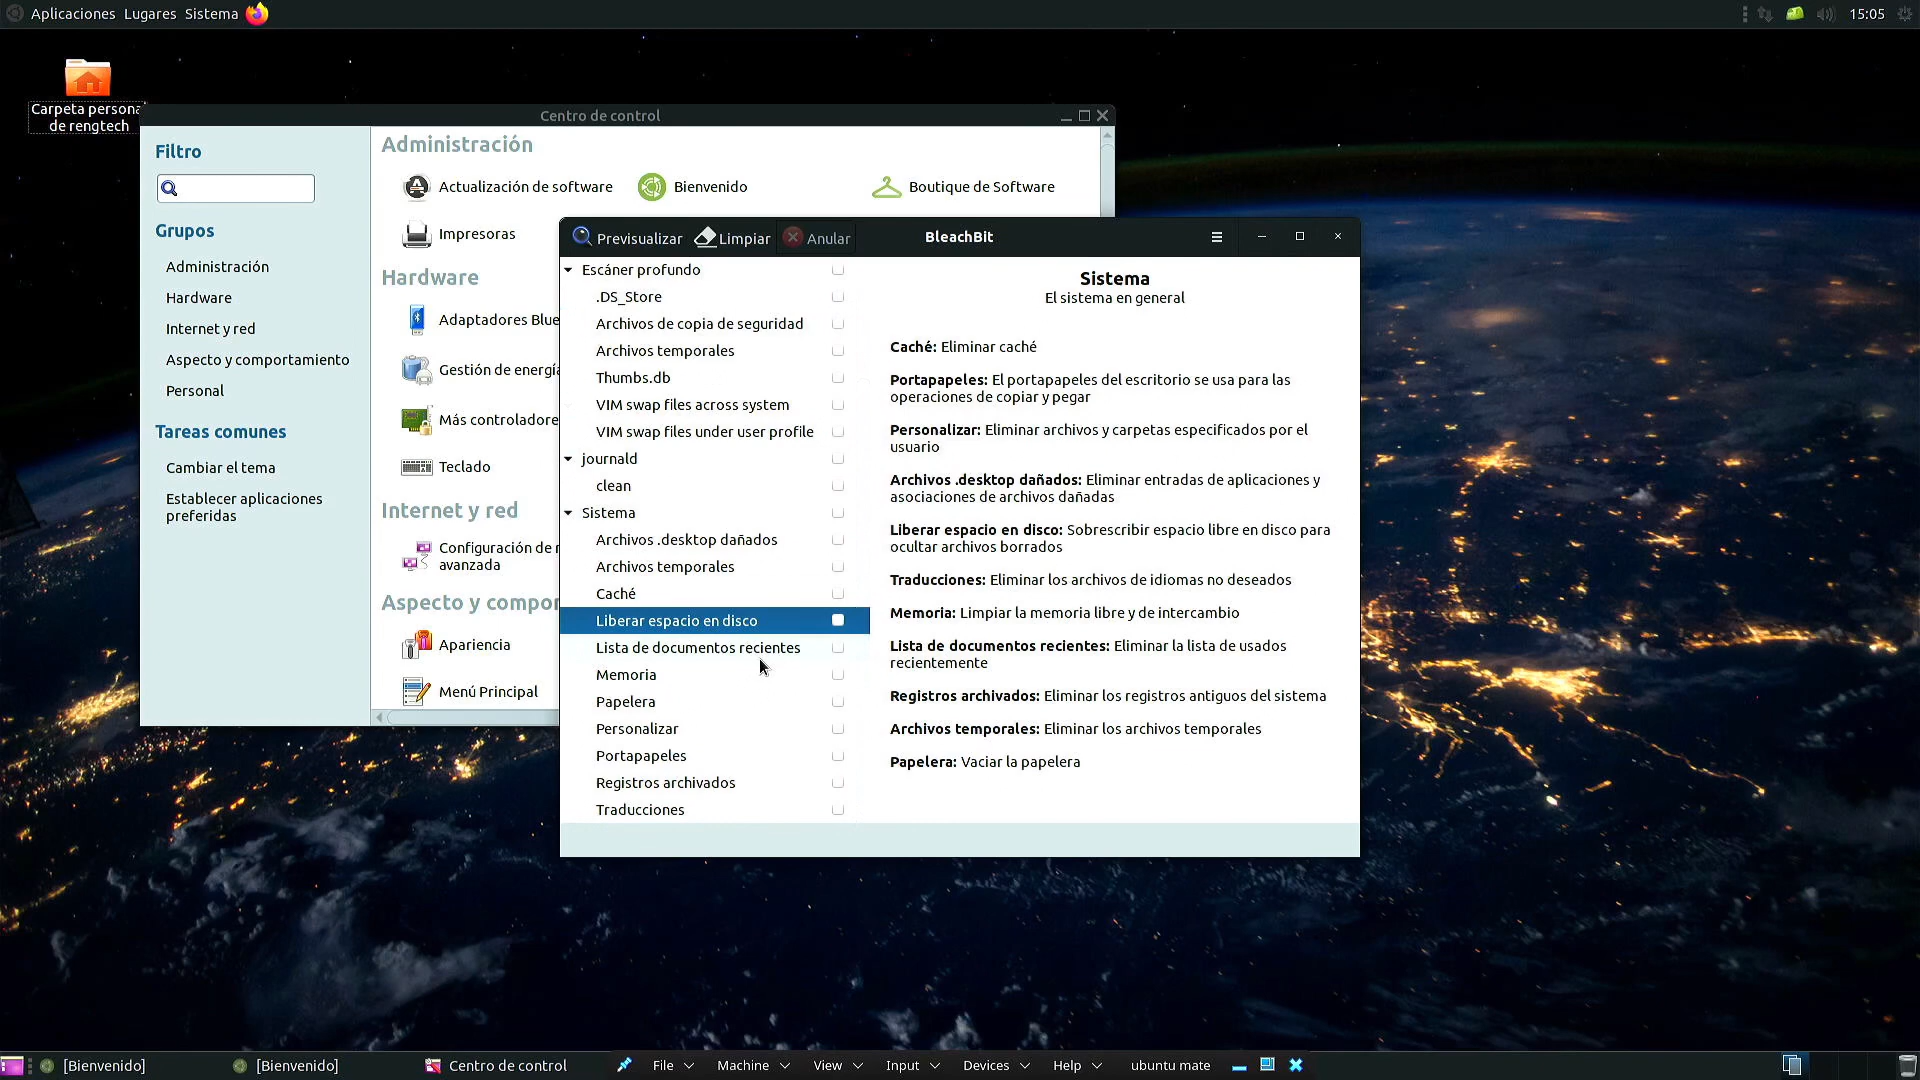 Aplicaciones Lugares Sistema
15:05
Carpeta persona
de rengtech
Centro de control
Filtro
Grupos
Administración
Hardware
Internet y red
Aspecto y comportamiento
Personal
Tareas comunes
Cambiar el tema
Establecer aplicaciones
preferidas
Administración
Actualización de software
Bienvenido
Boutique de Software
Impresoras
Hardware
Adaptadores Blue
Gestión de energía
Más controladore
Teclado
Internet y red
Configuración de r
avanzada
Aspecto y compor
Apariencia
Menú Principal
Previsualizar
Limpiar
Anular
BleachBit
Escáner profundo
.DS_Store
Archivos de copia de seguridad
Archivos temporales
Thumbs.db
VIM swap files across system
VIM swap files under user profile
journald
clean
Sistema
Archivos .desktop dañados
Archivos temporales
Caché
Liberar espacio en disco
Lista de documentos recientes
Memoria
Papelera
Personalizar
Portapapeles
Registros archivados
Traducciones
Sistema
El sistema en general
Caché: Eliminar caché
Portapapeles: El portapapeles del escritorio se usa para las
operaciones de copiar y pegar
Personalizar: Eliminar archivos y carpetas especificados por el
usuario
Archivos .desktop dañados: Eliminar entradas de aplicaciones y
asociaciones de archivos dañadas
Liberar espacio en disco: Sobrescribir espacio libre en disco para
ocultar archivos borrados
Traducciones: Eliminar los archivos de idiomas no deseados
Memoria: Limpiar la memoria libre y de intercambio
Lista de documentos recientes: Eliminar la lista de usados
recientemente
Registros archivados: Eliminar los registros antiguos del sistema
Archivos temporales: Eliminar los archivos temporales
Papelera: Vaciar la papelera
[Bienvenido]
[Bienvenido]
Centro de control
File
Machine
View
Input
Devices
Help
ubuntu mate